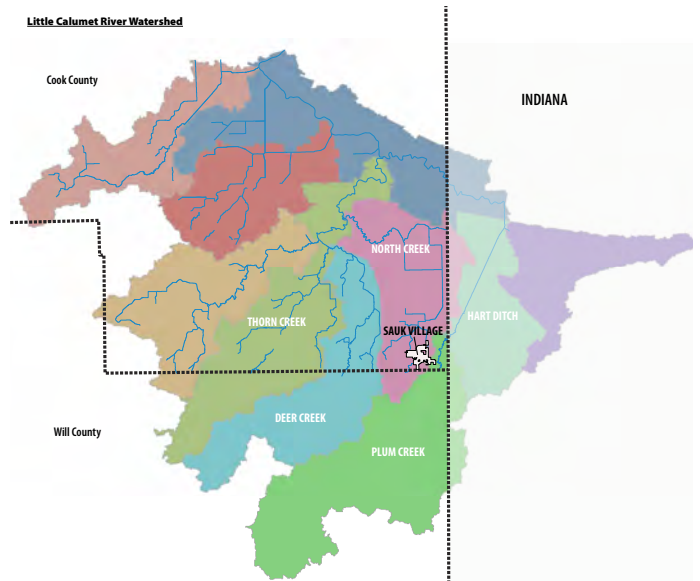 Little Calumet River Watershed
Cook County
INDIANA
NORTH CREEK
HART DITCH
THORN CREEK
SAUK VILLAGE
DEER CREEK
Will County
PLUM CREEK